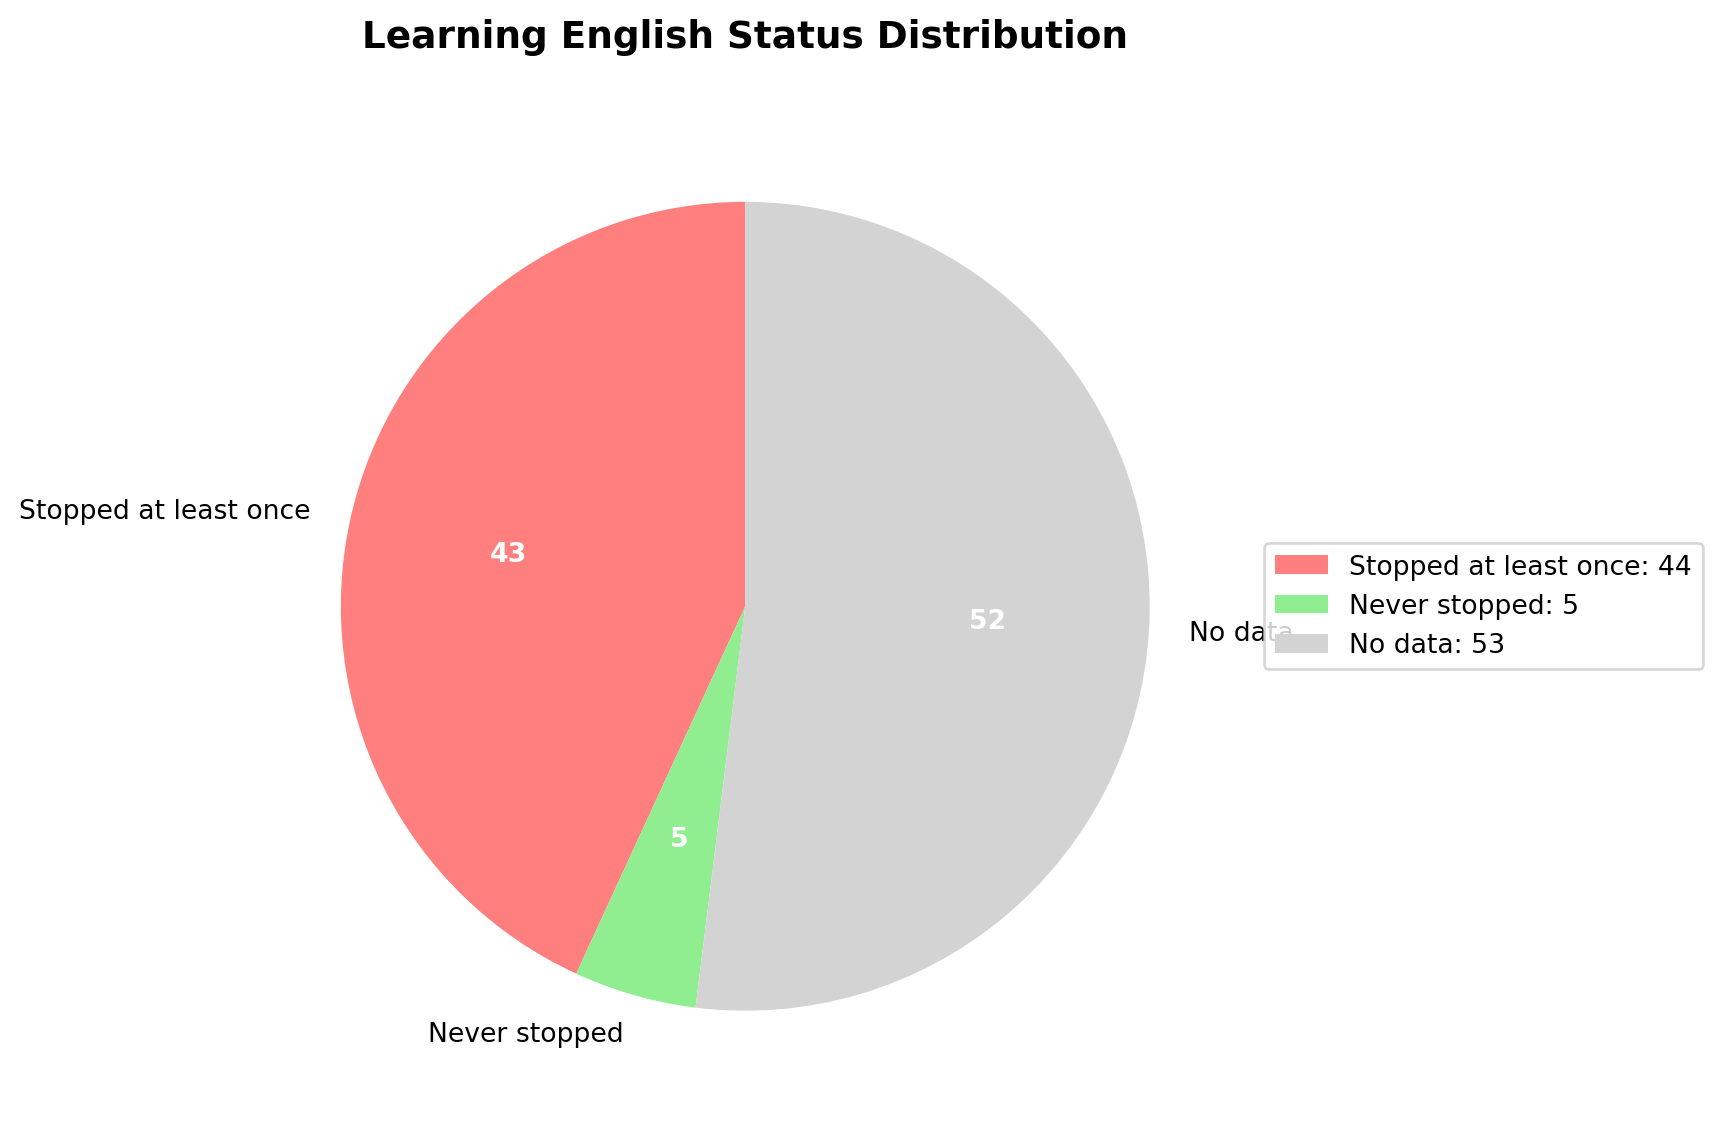 Learning English Status Distribution
Stopped at least once
43
5
52
Never stopped
No data
Stopped at least once: 44
Never stopped: 5
No data: 53